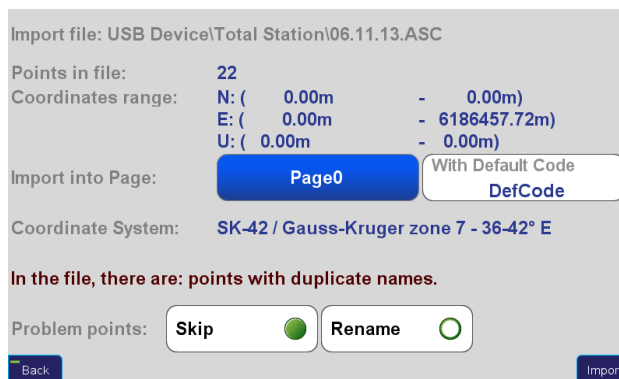 Import file: USB Device\Total Station\06.11.13.ASC
Points in file: 22
Coordinates range: N: ( 0.00m - 0.00m)
E: ( 0.00m - 6186457.72m)
U: ( 0.00m - 0.00m)
Import into Page: Page0 With Default Code
DefCode
Coordinate System: SK-42 / Gauss-Kruger zone 7 - 36-42° E
In the file, there are: points with duplicate names.
Problem points: Skip Rename
Back Impor